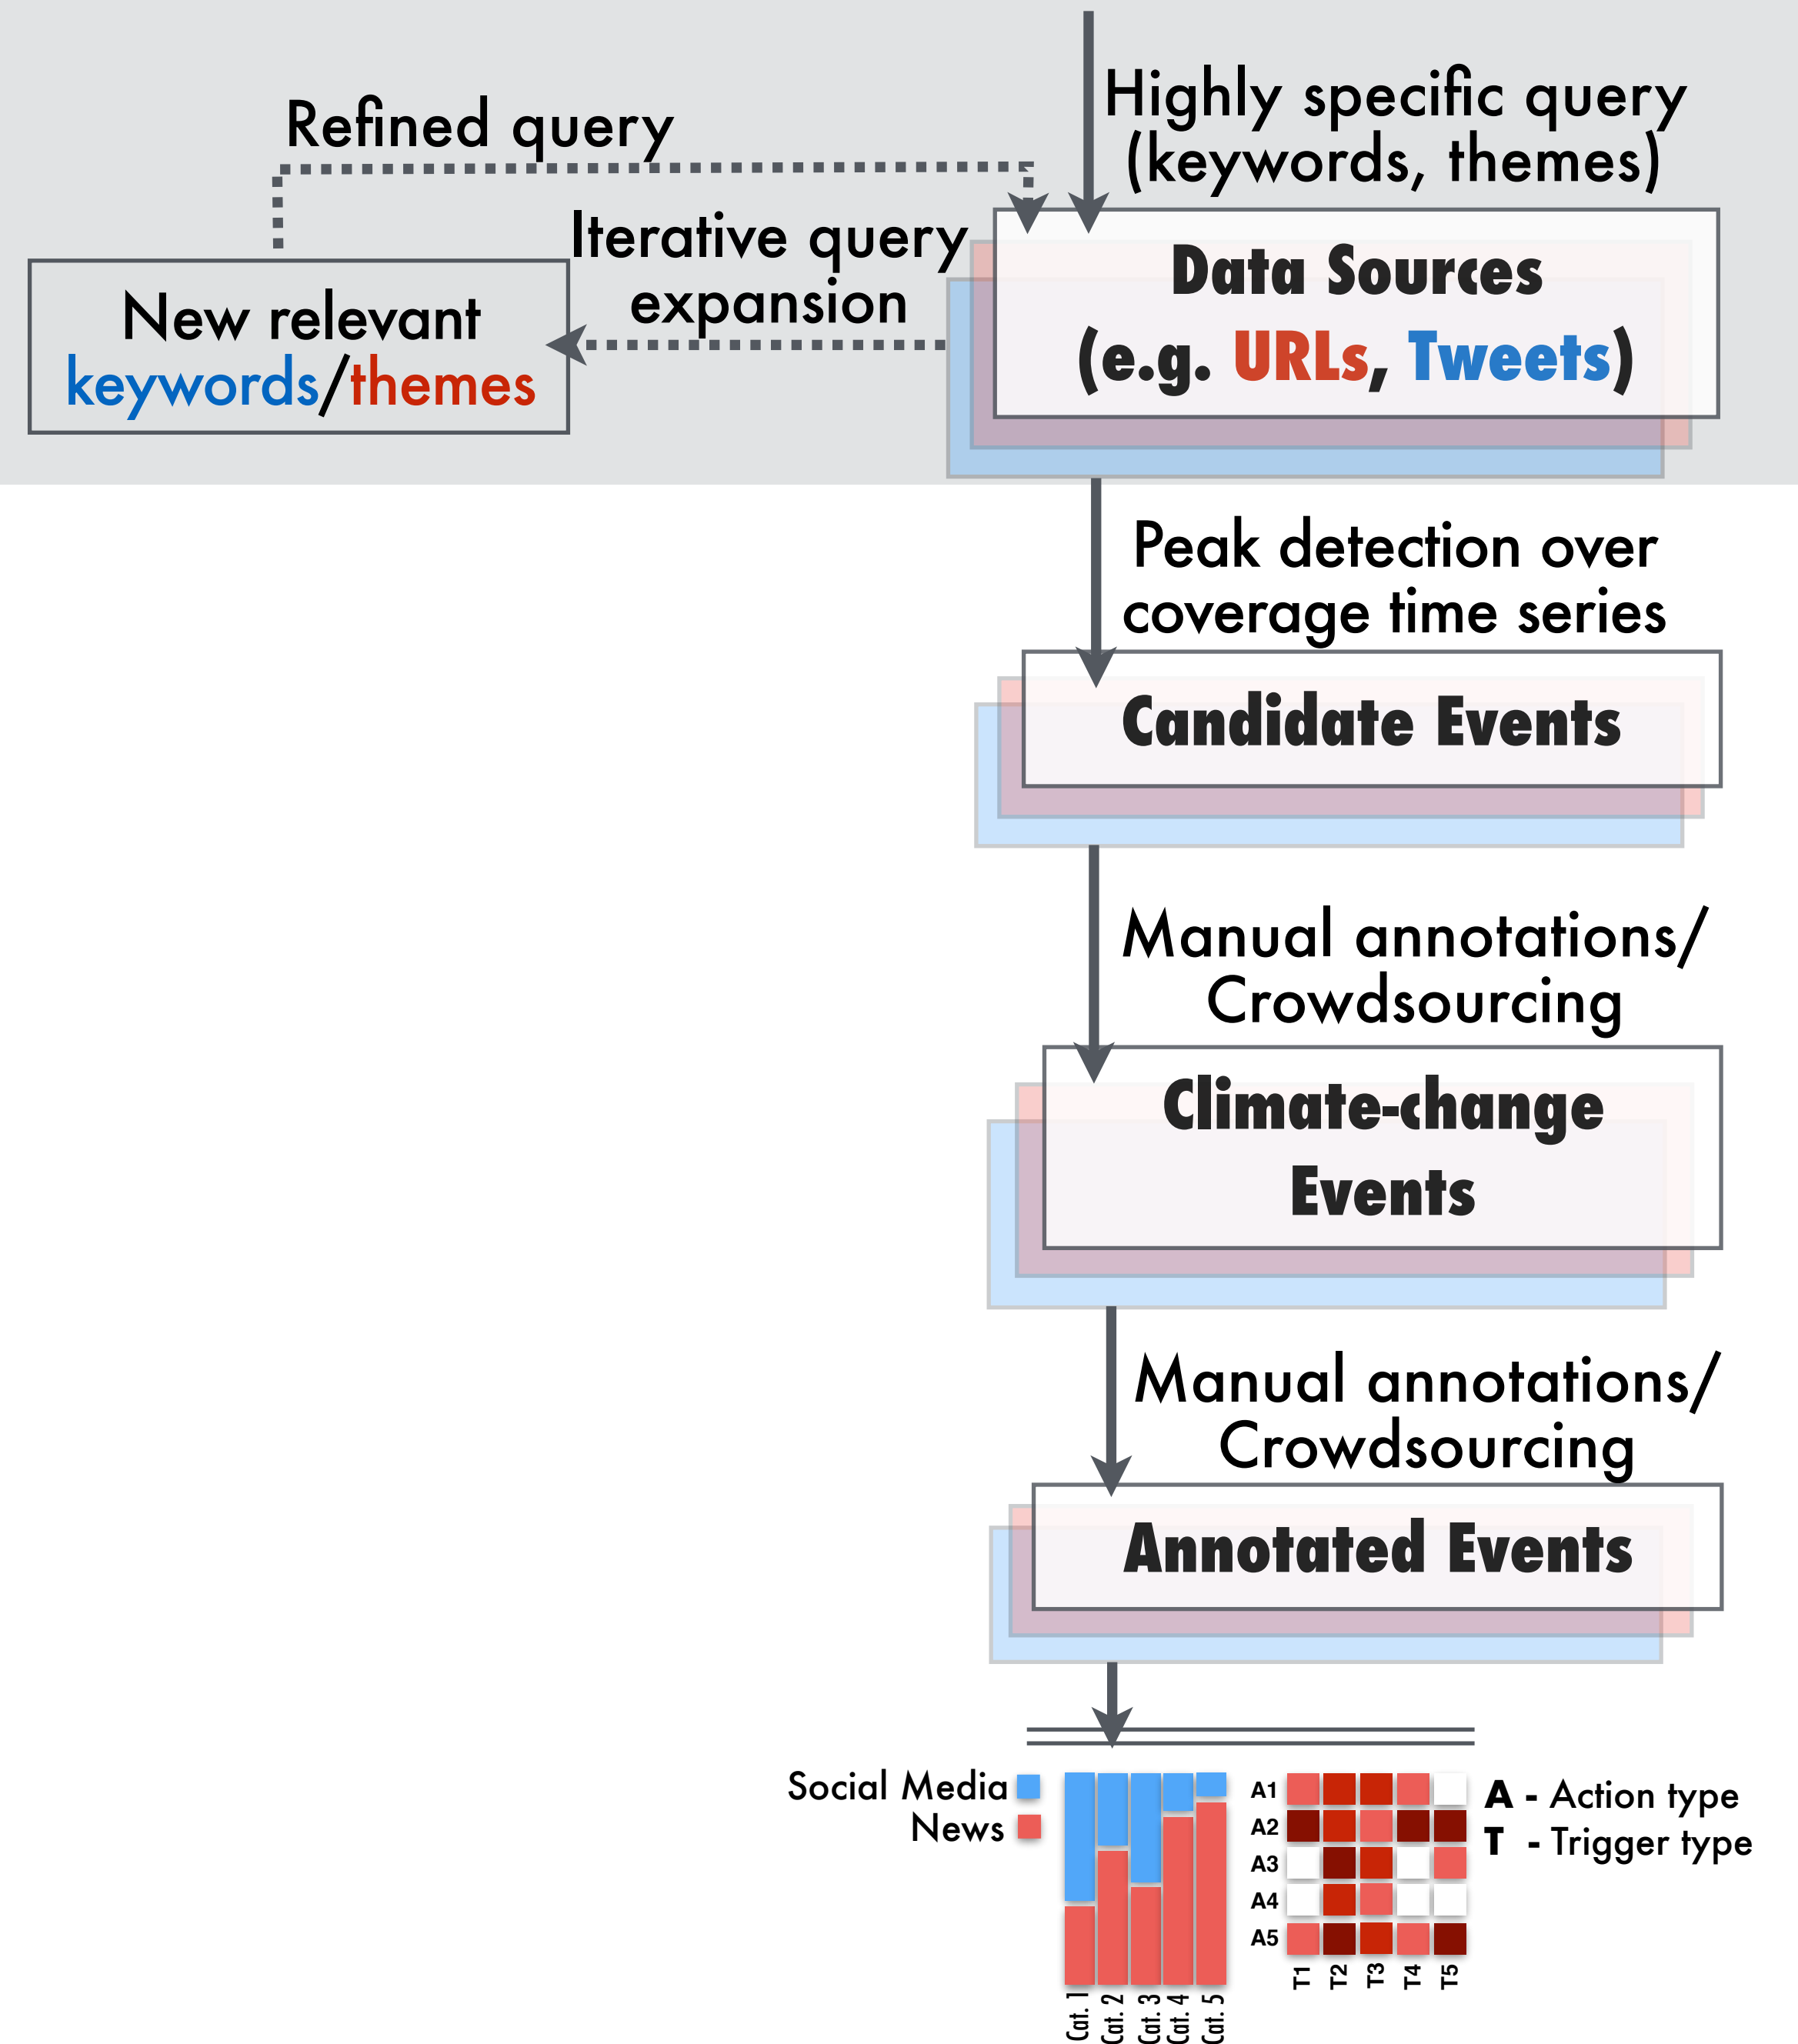 Highly specific query
(keywords, themes)
Refined query
Iterative query
expansion
New relevant
keywords/themes
Data Sources
(e.g. URLs, Tweets)
Peak detection over
coverage time series
Candidate Events
Manual annotations/
Crowdsourcing
Climate-change
Events
Manual annotations/
Crowdsourcing
Annotated Events
Social Media
News
Cat. 1
Cat. 2
Cat. 3
Cat. 4
Cat. 5
A1
A2
A3
A4
A5
T1
T2
T3
T4
T5
A - Action type
T - Trigger type